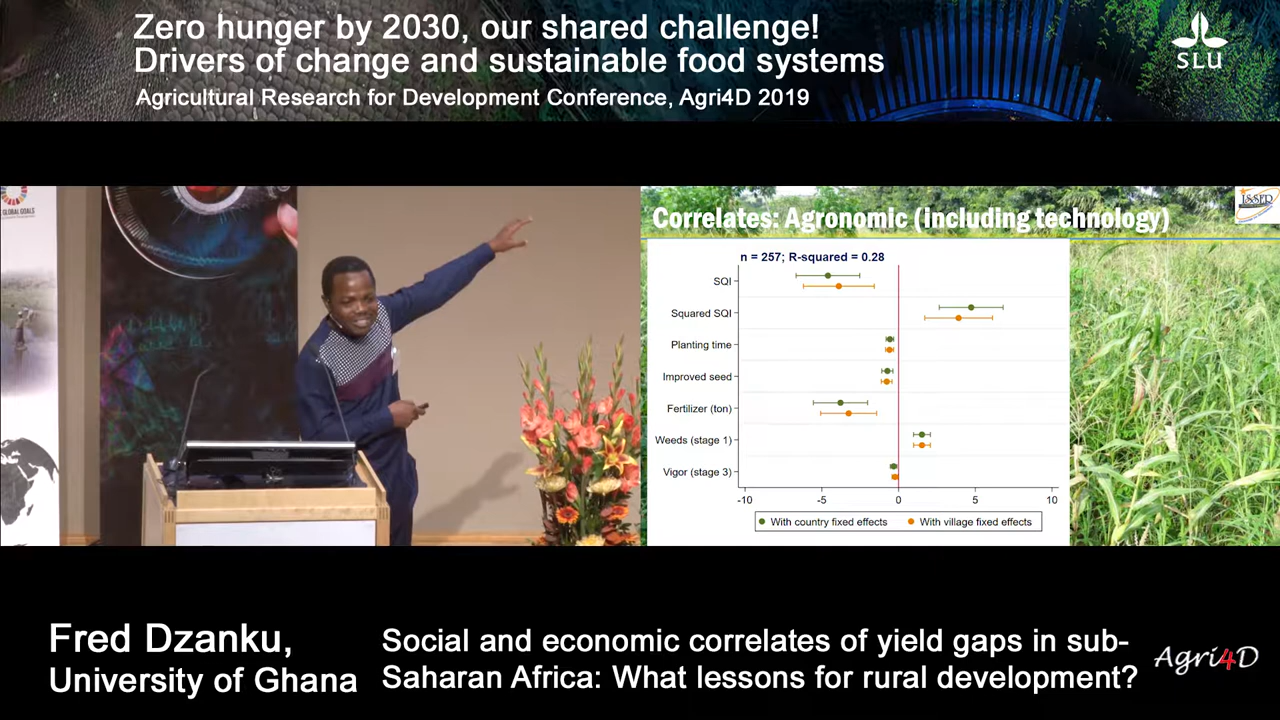 Zero hunger by 2030, our shared challenge!
Drivers of change and sustainable food systems
Agricultural Research for Development Conference, Agri4D 2019
SLU
GLOBAL GOALS
Correlates: Agronomic (including technology)
ISSER
n = 257; R-squared = 0.28
SQI
Squared SQI
Planting time
Improved seed
Fertilizer (ton)
Weeds (stage 1)
Vigor (stage 3)
-10 -5 0 5 10
With country fixed effects With village fixed effects
Fred Dzanku,
University of Ghana
Social and economic correlates of yield gaps in sub-
Saharan Africa: What lessons for rural development?
Agri4D